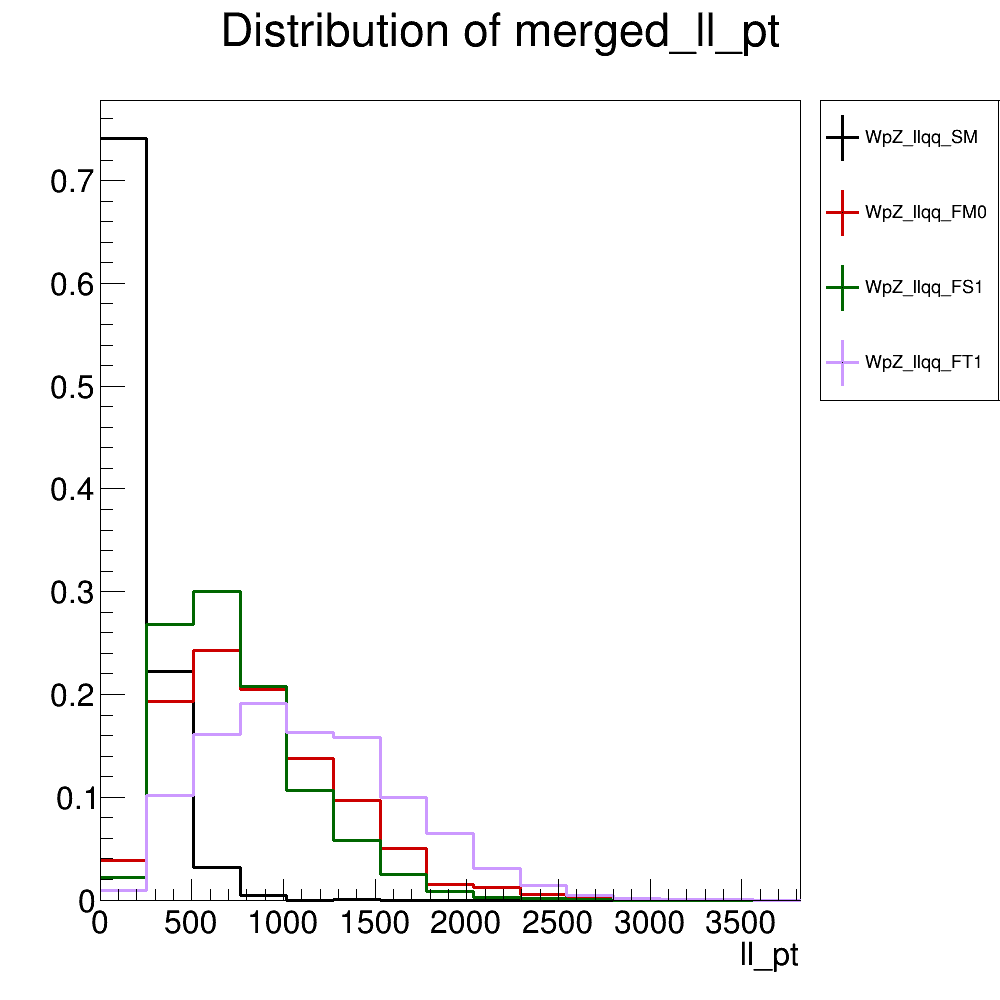 Distribution of merged_ll_pt
WpZ_llqq_SM
WpZ_llqq_FM0
WpZ_llqq_FS1
WpZ_llqq_FT1
0.7
0.6
0.5
0.4
0.3
0.2
0.1
0
0 500 1000 1500 2000 2500 3000 3500
ll_pt